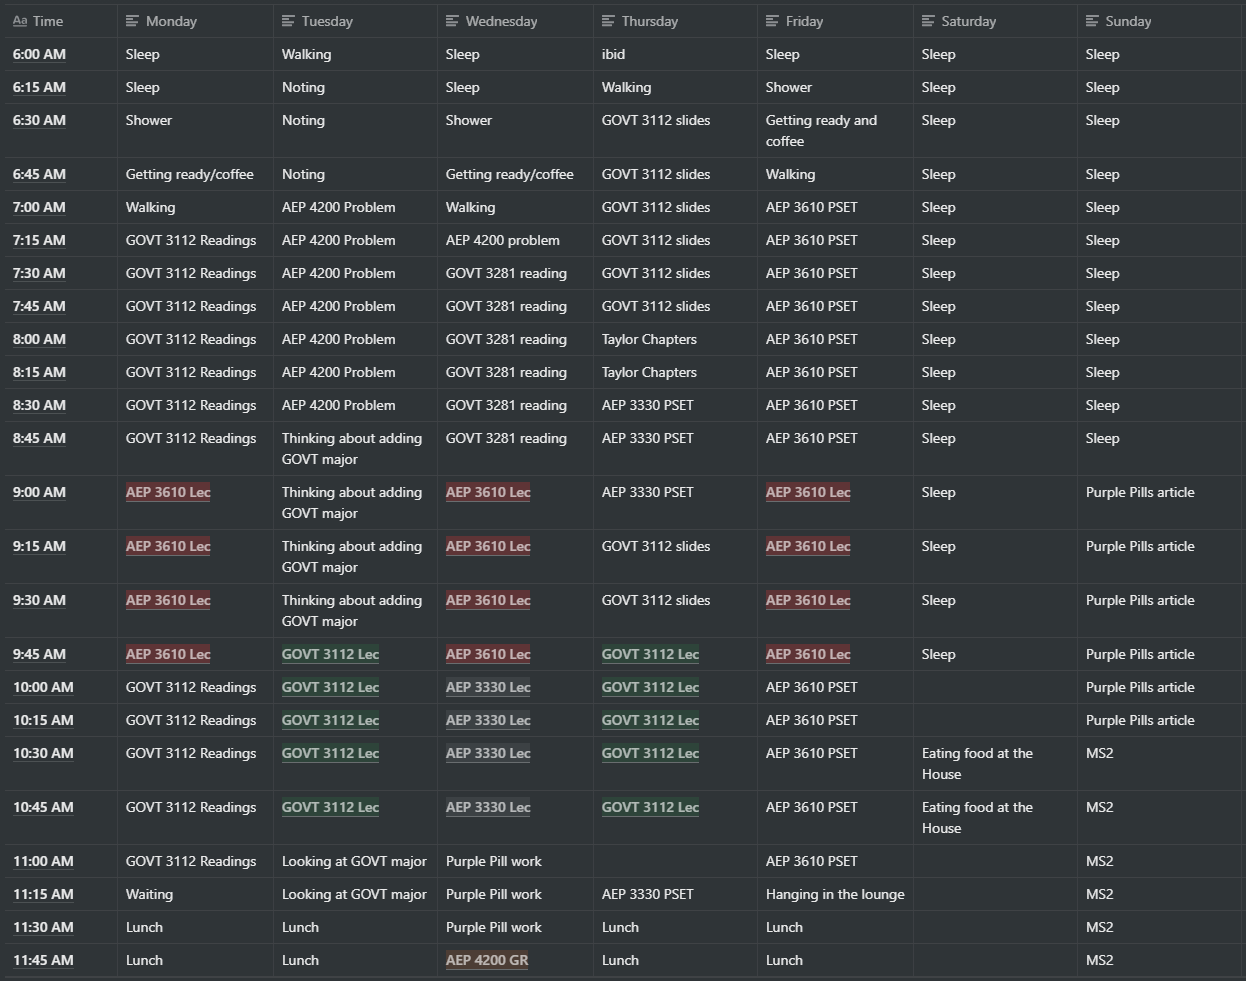 Aa Time Monday Tuesday Wednesday Thursday Friday Saturday Sunday
6:00 AM Sleep Walking Sleep ibid Sleep Sleep Sleep
6:15 AM Sleep Noting Sleep Walking Shower Sleep Sleep
6:30 AM Shower Noting Shower GOVT 3112 slides Getting ready and Sleep Sleep
coffee
6:45 AM Getting ready/coffee Noting Getting ready/coffee GOVT 3112 slides Walking Sleep Sleep
7:00 AM Walking AEP 4200 Problem Walking GOVT 3112 slides AEP 3610 PSET Sleep Sleep
7:15 AM GOVT 3112 Readings AEP 4200 Problem AEP 4200 problem GOVT 3112 slides AEP 3610 PSET Sleep Sleep
7:30 AM GOVT 3112 Readings AEP 4200 Problem GOVT 3281 reading GOVT 3112 slides AEP 3610 PSET Sleep Sleep
7:45 AM GOVT 3112 Readings AEP 4200 Problem GOVT 3281 reading GOVT 3112 slides AEP 3610 PSET Sleep Sleep
8:00 AM GOVT 3112 Readings AEP 4200 Problem GOVT 3281 reading Taylor Chapters AEP 3610 PSET Sleep Sleep
8:15 AM GOVT 3112 Readings AEP 4200 Problem GOVT 3281 reading Taylor Chapters AEP 3610 PSET Sleep Sleep
8:30 AM GOVT 3112 Readings AEP 4200 Problem GOVT 3281 reading AEP 3330 PSET AEP 3610 PSET Sleep Sleep
8:45 AM GOVT 3112 Readings Thinking about adding GOVT 3281 reading AEP 3330 PSET AEP 3610 PSET Sleep Sleep
GOVT major
9:00 AM AEP 3610 Lec Thinking about adding AEP 3610 Lec AEP 3330 PSET AEP 3610 Lec Sleep Purple Pills article
GOVT major
9:15 AM AEP 3610 Lec Thinking about adding AEP 3610 Lec GOVT 3112 slides AEP 3610 Lec Sleep Purple Pills article
GOVT major
9:30 AM AEP 3610 Lec Thinking about adding AEP 3610 Lec GOVT 3112 slides AEP 3610 Lec Sleep Purple Pills article
GOVT major
9:45 AM AEP 3610 Lec GOVT 3112 Lec AEP 3610 Lec GOVT 3112 Lec AEP 3610 Lec Sleep Purple Pills article
10:00 AM GOVT 3112 Readings GOVT 3112 Lec AEP 3330 Lec GOVT 3112 Lec AEP 3610 PSET Purple Pills article
10:15 AM GOVT 3112 Readings GOVT 3112 Lec AEP 3330 Lec GOVT 3112 Lec AEP 3610 PSET Purple Pills article
10:30 AM GOVT 3112 Readings GOVT 3112 Lec AEP 3330 Lec GOVT 3112 Lec AEP 3610 PSET Eating food at the MS2
House
10:45 AM GOVT 3112 Readings GOVT 3112 Lec AEP 3330 Lec GOVT 3112 Lec AEP 3610 PSET Eating food at the MS2
House
11:00 AM GOVT 3112 Readings Looking at GOVT major Purple Pill work AEP 3610 PSET MS2
11:15 AM Waiting Looking at GOVT major Purple Pill work AEP 3330 PSET Hanging in the lounge MS2
11:30 AM Lunch Lunch Purple Pill work Lunch Lunch MS2
11:45 AM Lunch Lunch AEP 4200 GR Lunch Lunch MS2